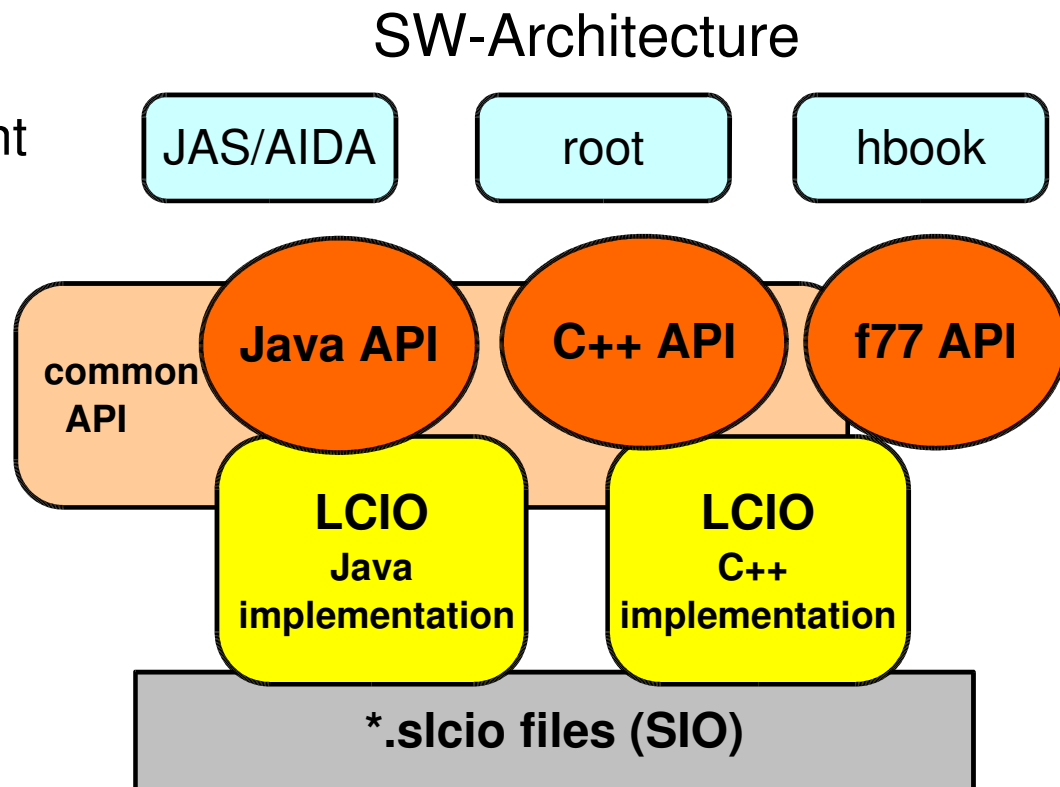 SW-Architecture
JAS/AIDA
root
hbook
Java API
C++ API
f77 API
common
API
LCIO
Java
implementation
LCIO
C++
implementation
*.slcio files (SIO)